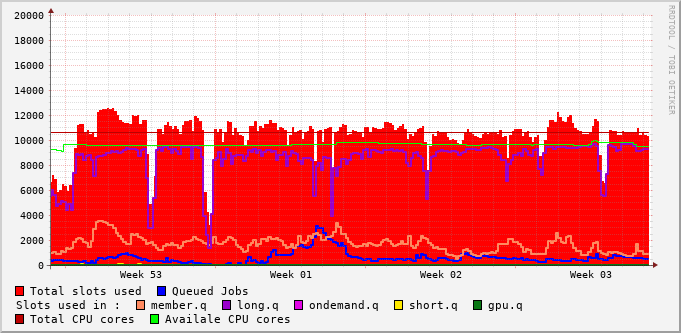 20000
18000
16000
14000
12000
10000
8000
6000
4000
2000
0
Week 53 Week 01 Week 02 Week 03
RRDTOOL / TOBI OETIKER
Total slots used Queued Jobs
Slots used in : member.q long.q ondemand.q short.q gpu.q
Total CPU cores Availale CPU cores